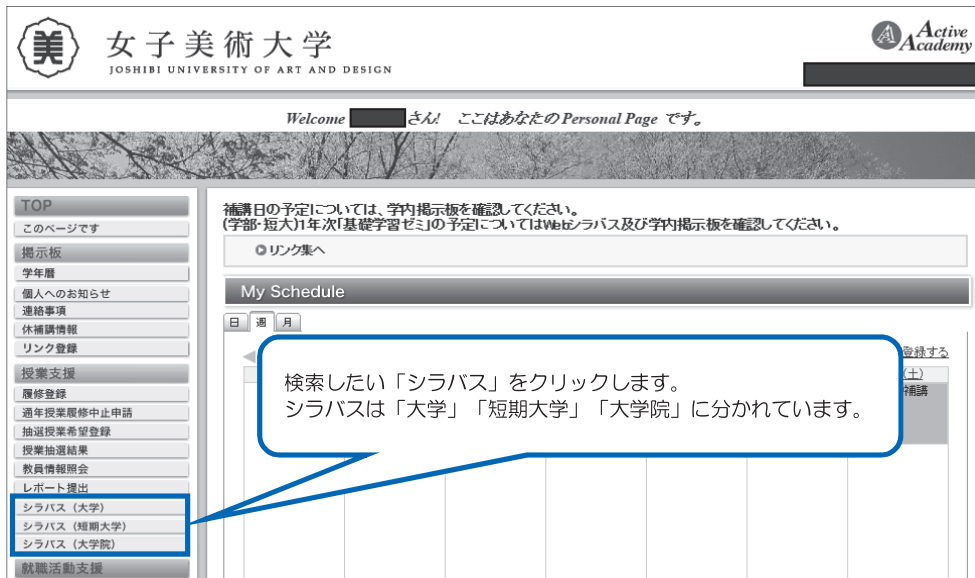 女子美術大学
JOSHIBI UNIVERSITY OF ART AND DESIGN
Active
Academy
Welcome さん! ここはあなたのPersonal Page です。
TOP
このページです
掲示板
学年暦
個人へのお知らせ
連絡事項
休補講情報
リンク登録
授業支援
履修登録
通年授業履修中止申請
抽選授業希望登録
授業抽選結果
教員情報照会
レポート提出
シラバス（大学）
シラバス（短期大学）
シラバス（大学院）
就職活動支援
補講日の予定については、学内掲示板を確認してください。
(学部・短大)1年次「基礎学習ゼミ」の予定についてはWebシラバス及び学内掲示板を確認してください。
リンク集へ
My Schedule
日 週 月
登録する
(土)
補講
検索したい「シラバス」をクリックします。
シラバスは「大学」「短期大学」「大学院」に分かれています。